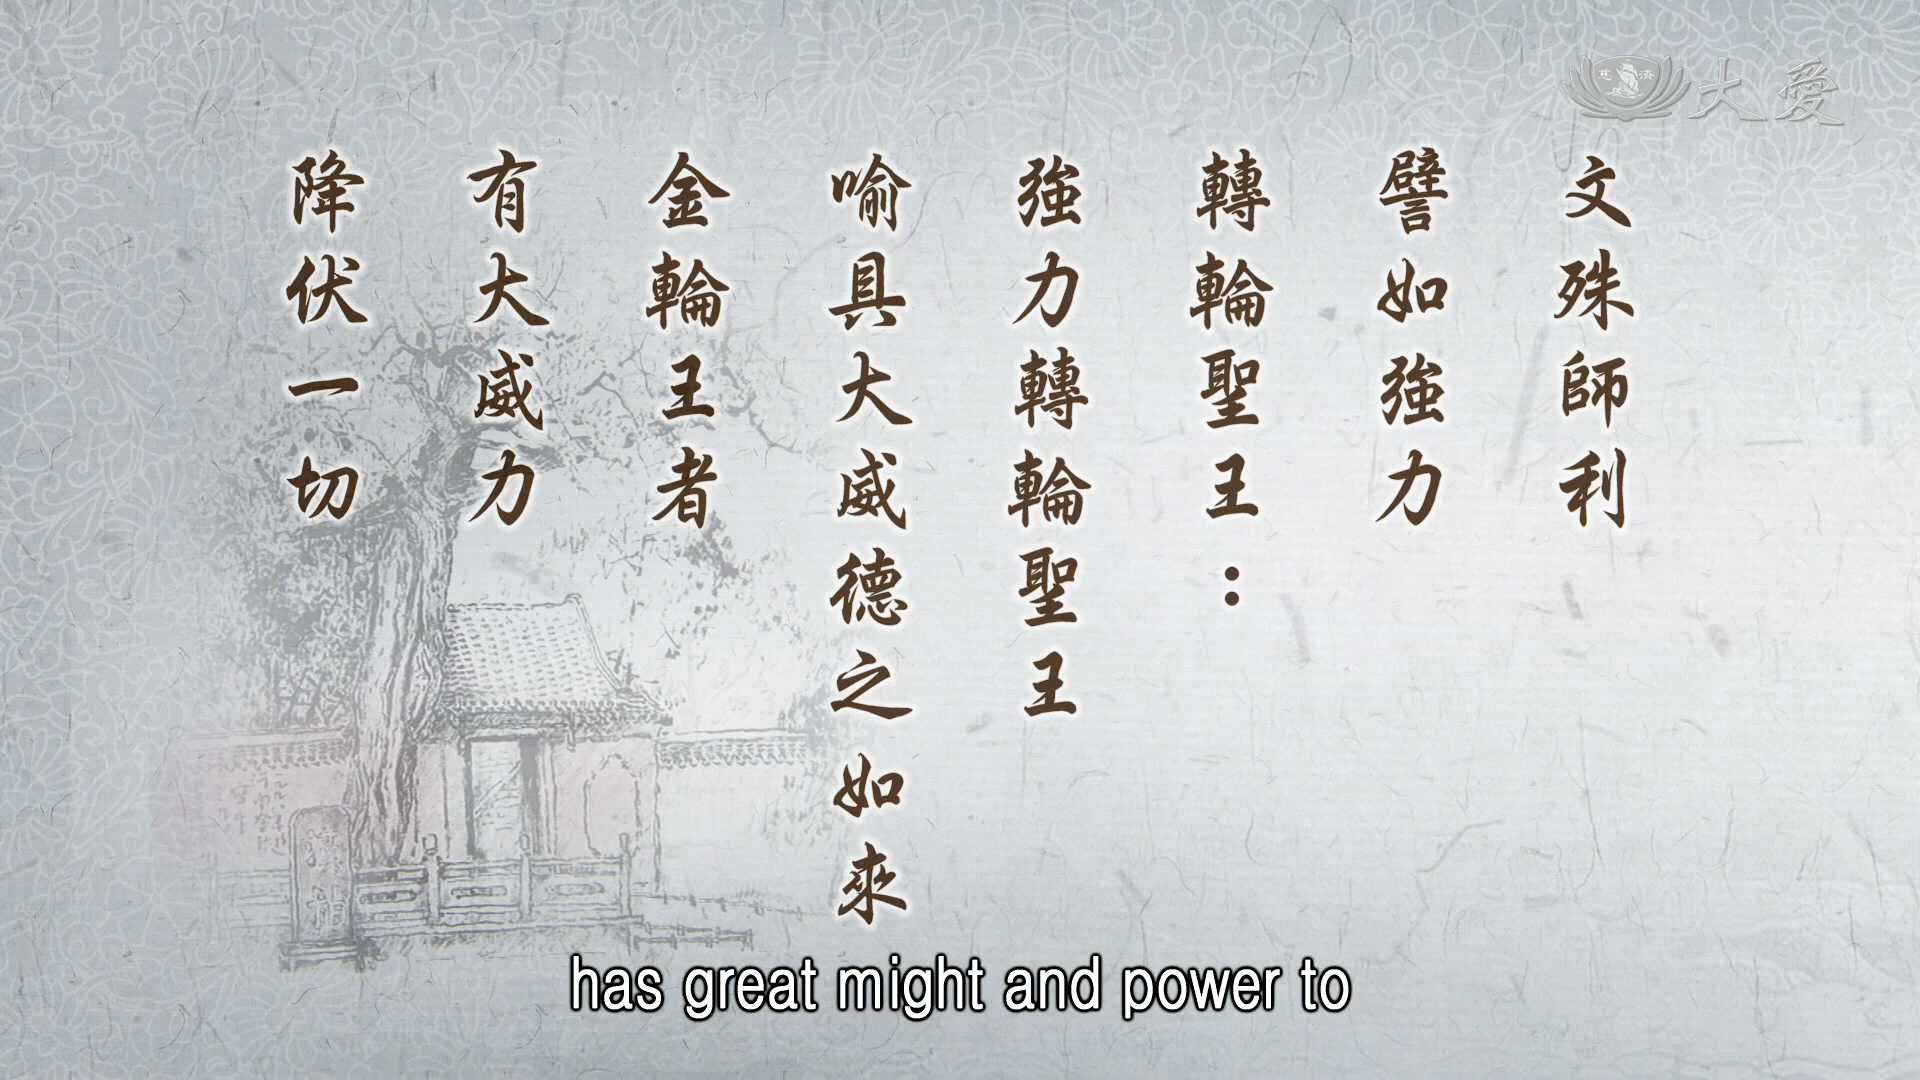 慈濟
大愛
文殊師利
譬如強力
轉輪聖王：
強力轉輪聖王
喻具大威德之如來
金輪王者
有大威力
降伏一切
has great might and power to